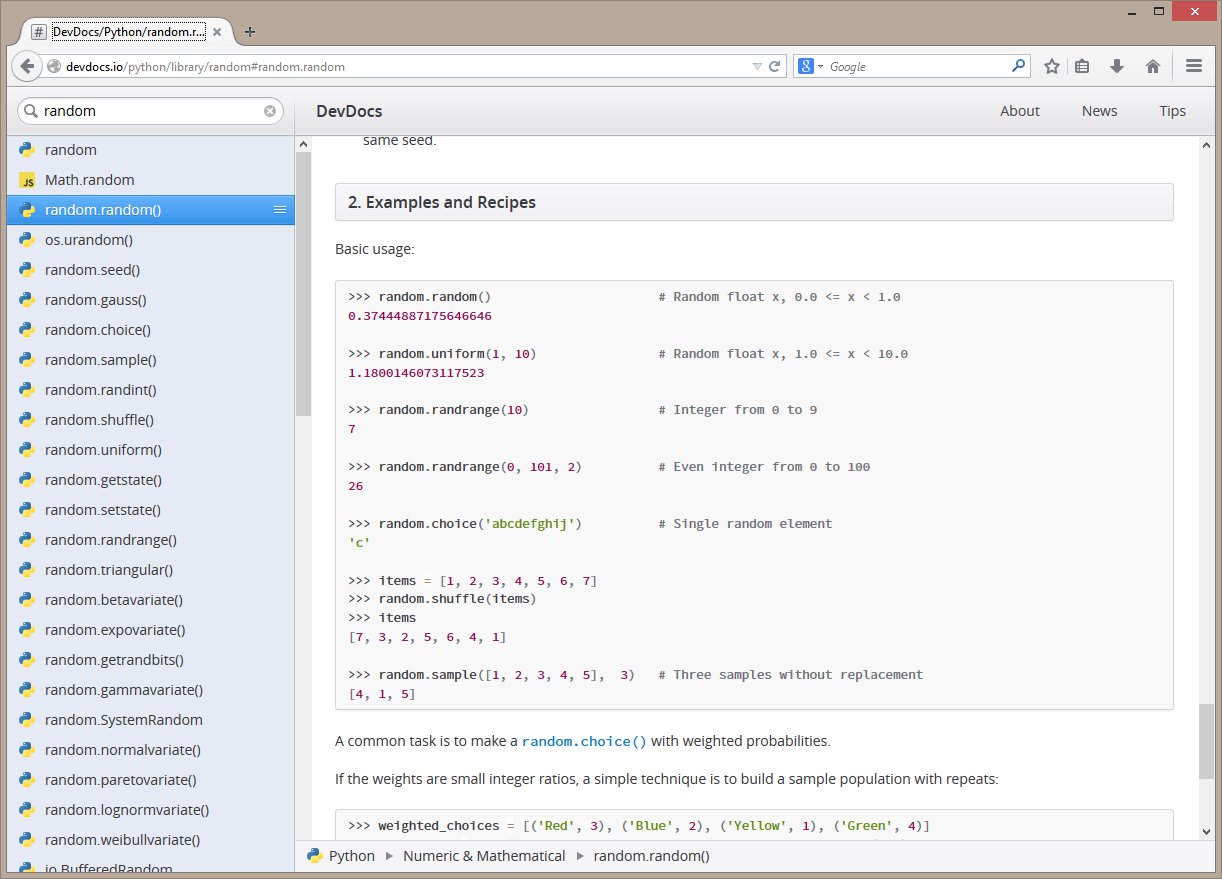 DevDocs/Python/random.r...
devdocs.io/python/library/random#random.random
Google
random
DevDocs
About
News
Tips
random
Math.random
random.random()
os.urandom()
random.seed()
random.gauss()
random.choice()
random.sample()
random.randint()
random.shuffle()
random.uniform()
random.getstate()
random.setstate()
random.randrange()
random.triangular()
random.betavariate()
random.expovariate()
random.getrandbits()
random.gammavariate()
random.SystemRandom
random.normalvariate()
random.paretovariate()
random.lognormvariate()
random.weibullvariate()
io.BufferedRandom
same seed.
2. Examples and Recipes
Basic usage:
>>> random.random()                      # Random float x, 0.0 <= x < 1.0
0.37444887175646646
>>> random.uniform(1, 10)                # Random float x, 1.0 <= x < 10.0
1.1800146073117523
>>> random.randrange(10)                 # Integer from 0 to 9
7
>>> random.randrange(0, 101, 2)          # Even integer from 0 to 100
26
>>> random.choice('abcdefghij')          # Single random element
'c'
>>> items = [1, 2, 3, 4, 5, 6, 7]
>>> random.shuffle(items)
>>> items
[7, 3, 2, 5, 6, 4, 1]
>>> random.sample([1, 2, 3, 4, 5],  3)   # Three samples without replacement
[4, 1, 5]
A common task is to make a random.choice() with weighted probabilities.
If the weights are small integer ratios, a simple technique is to build a sample population with repeats:
>>> weighted_choices = [('Red', 3), ('Blue', 2), ('Yellow', 1), ('Green', 4)]
Python ▸ Numeric & Mathematical ▸ random.random()